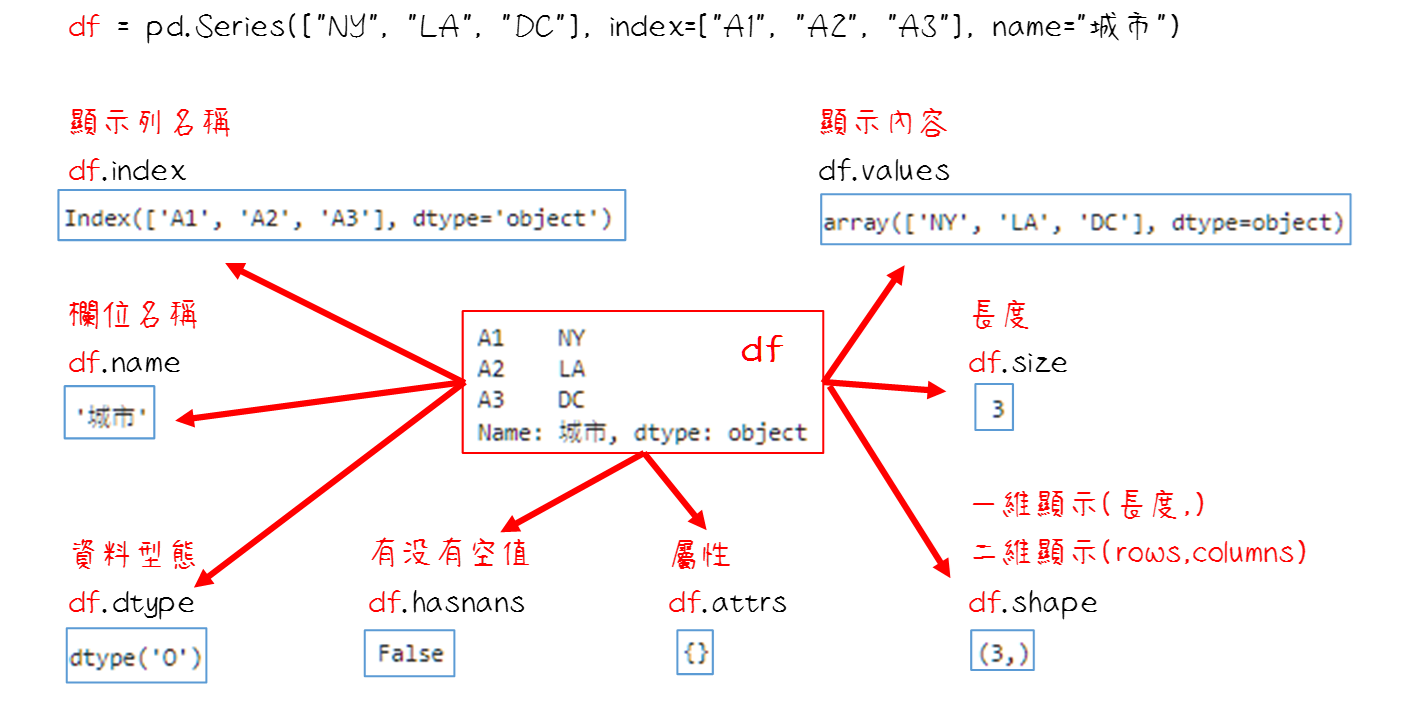 df = pd.Series(["NY", "LA", "DC"], index=["A1", "A2", "A3"], name="城市")
顯示列名稱
df.index
Index(['A1', 'A2', 'A3'], dtype='object')
顯示內容
df.values
array(['NY', 'LA', 'DC'], dtype=object)
欄位名稱
df.name
'城市'
A1 NY
A2 LA
A3 DC
Name: 城市, dtype: object
df
長度
df.size
3
資料型態
df.dtype
dtype('O')
有没有空值
df.hasnans
False
屬性
df.attrs
{}
一維顯示(長度,)
二維顯示(rows,columns)
df.shape
(3,)